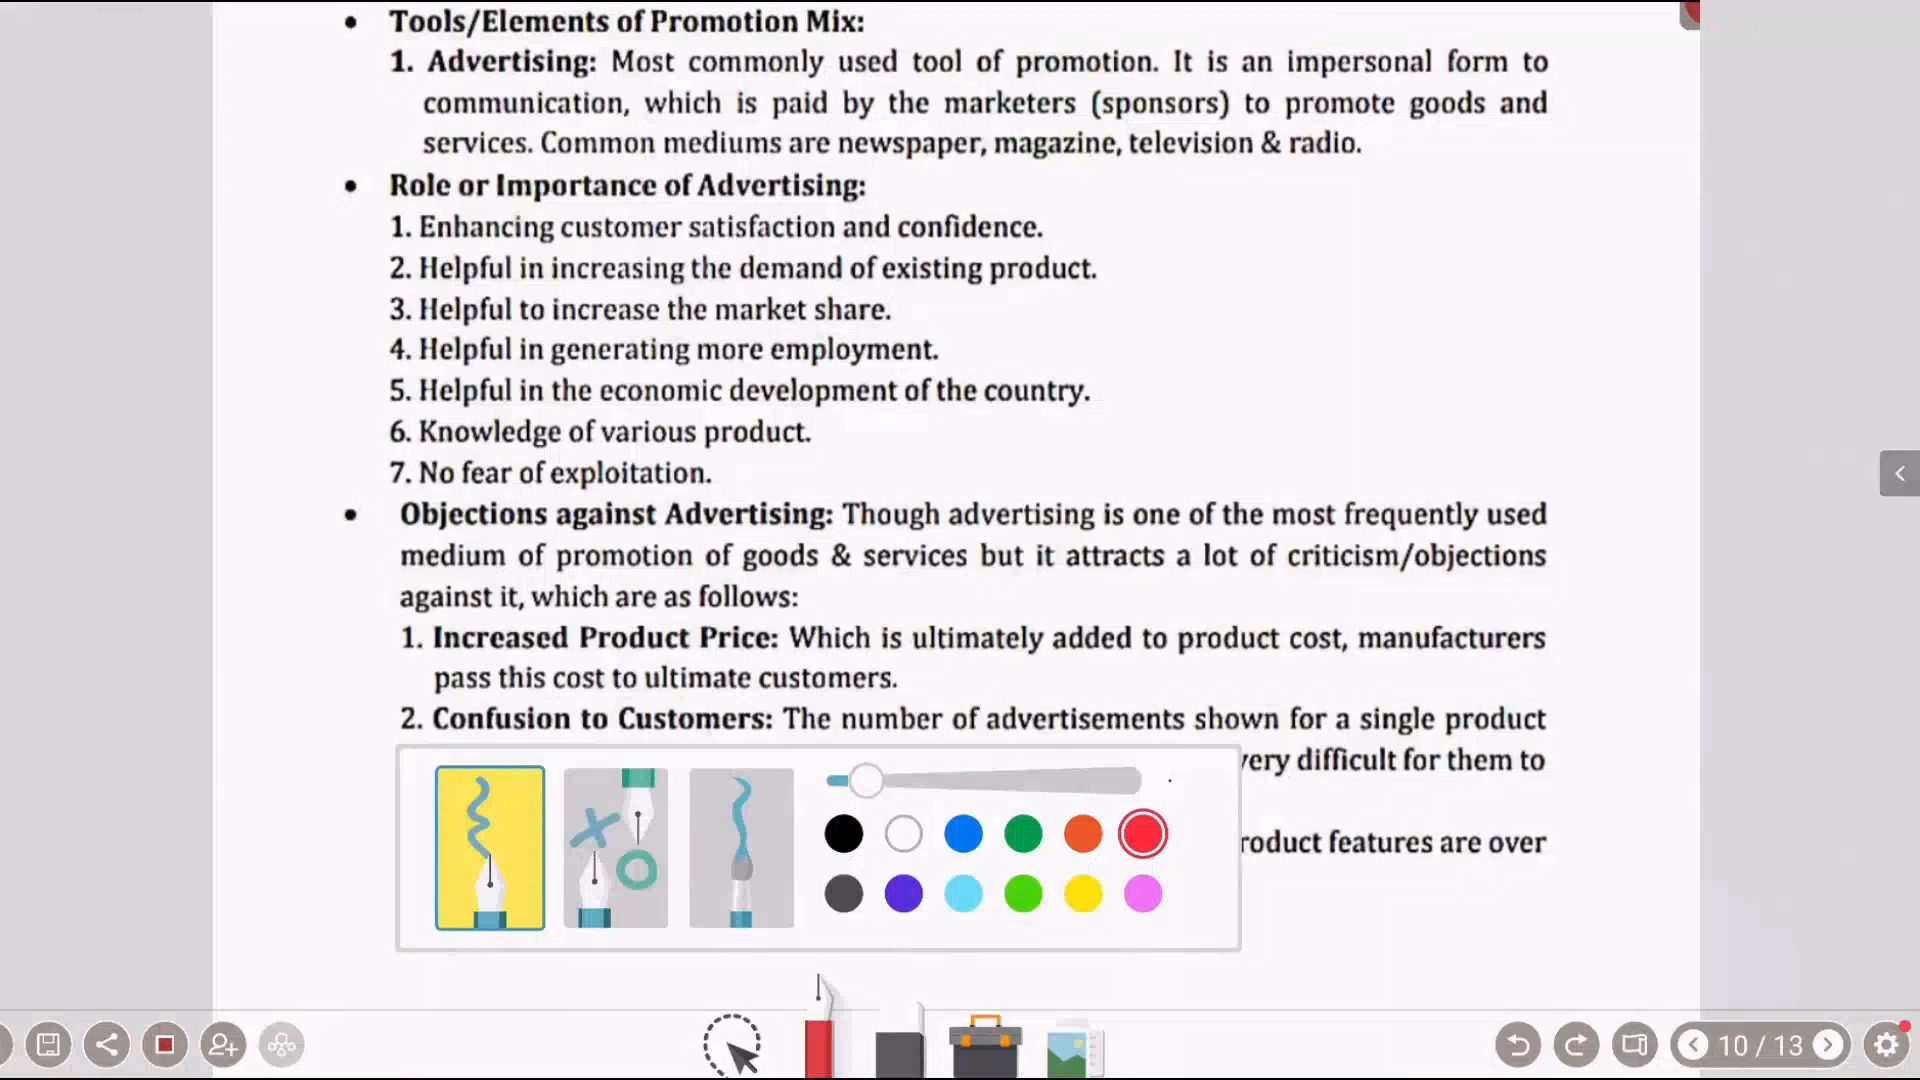 • Tools/Elements of Promotion Mix:
1. Advertising: Most commonly used tool of promotion. It is an impersonal form to
communication, which is paid by the marketers (sponsors) to promote goods and
services. Common mediums are newspaper, magazine, television & radio.
• Role or Importance of Advertising:
1. Enhancing customer satisfaction and confidence.
2. Helpful in increasing the demand of existing product.
3. Helpful to increase the market share.
4. Helpful in generating more employment.
5. Helpful in the economic development of the country.
6. Knowledge of various product.
7. No fear of exploitation.
• Objections against Advertising: Though advertising is one of the most frequently used
medium of promotion of goods & services but it attracts a lot of criticism/objections
against it, which are as follows:
1. Increased Product Price: Which is ultimately added to product cost, manufacturers
pass this cost to ultimate customers.
2. Confusion to Customers: The number of advertisements shown for a single product
difficult for them to
features are over
10 / 13